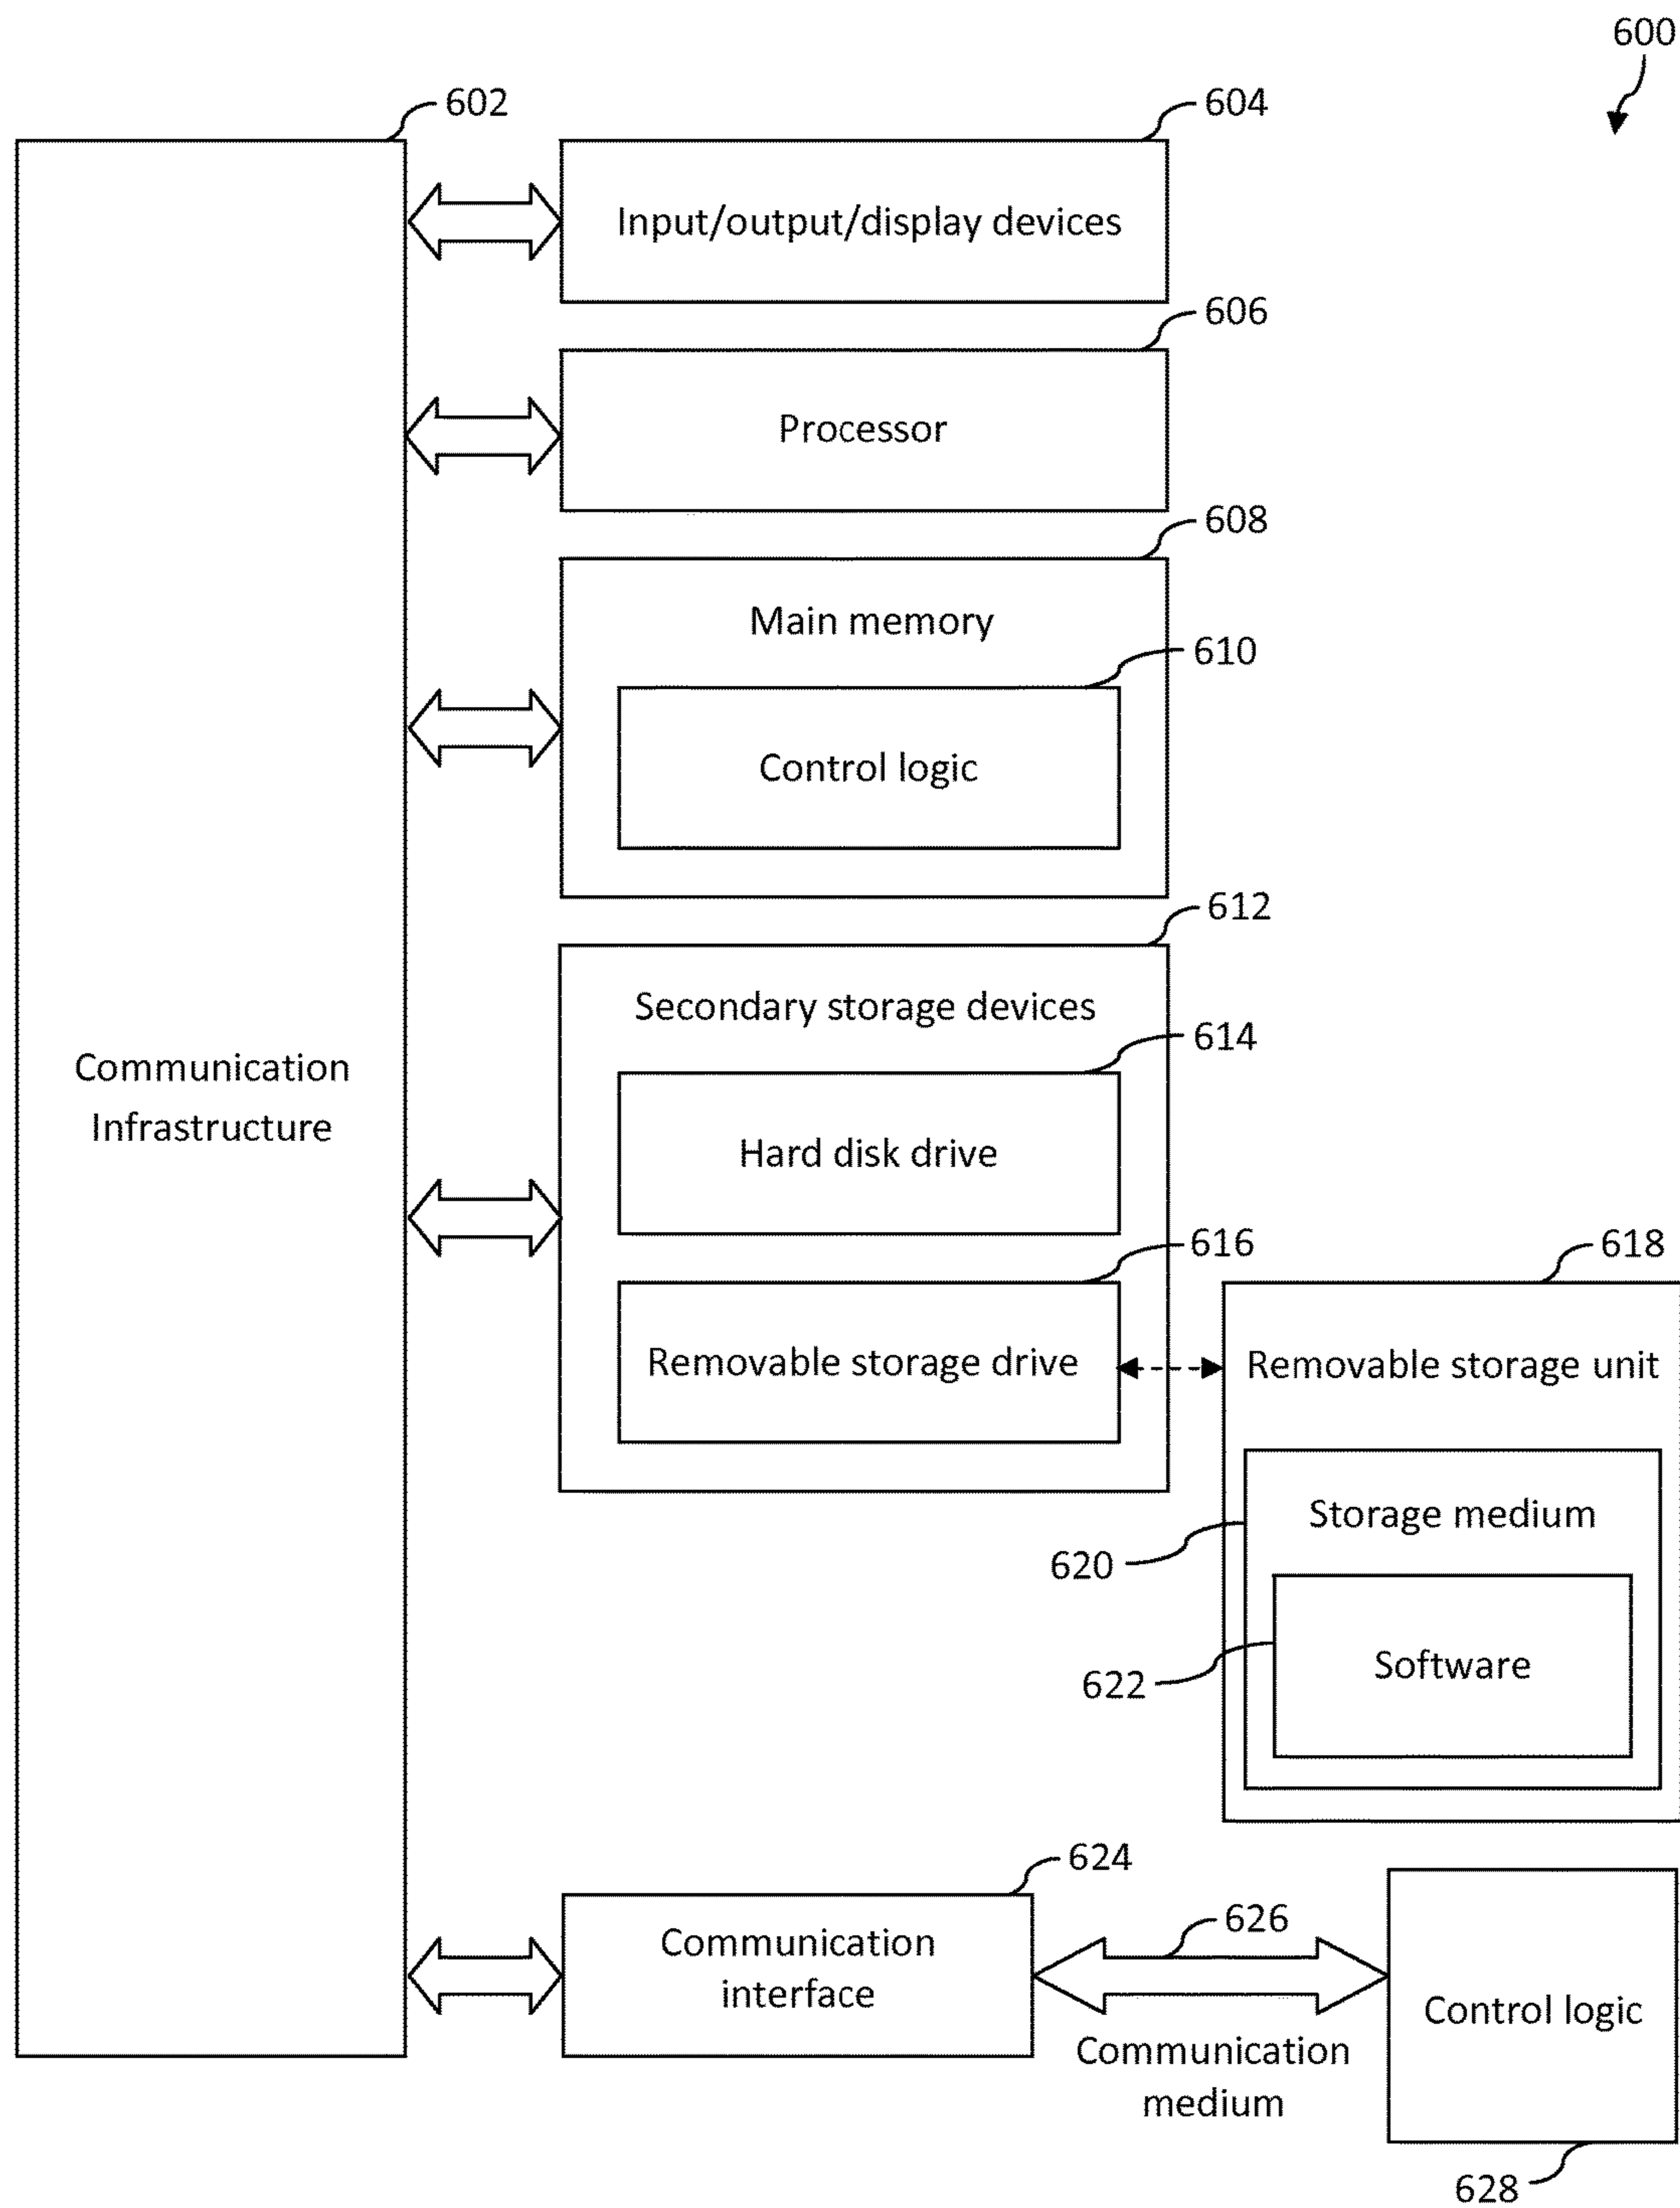 600
602
604
Input/output/display devices
606
Processor
608
Main memory
610
Control logic
612
Secondary storage devices
614
Communication
Infrastructure
Hard disk drive
616
618
Removable storage drive
Removable storage unit
Storage medium
620
Software
622
624
626
Communication
interface
Control logic
Communication
medium
628